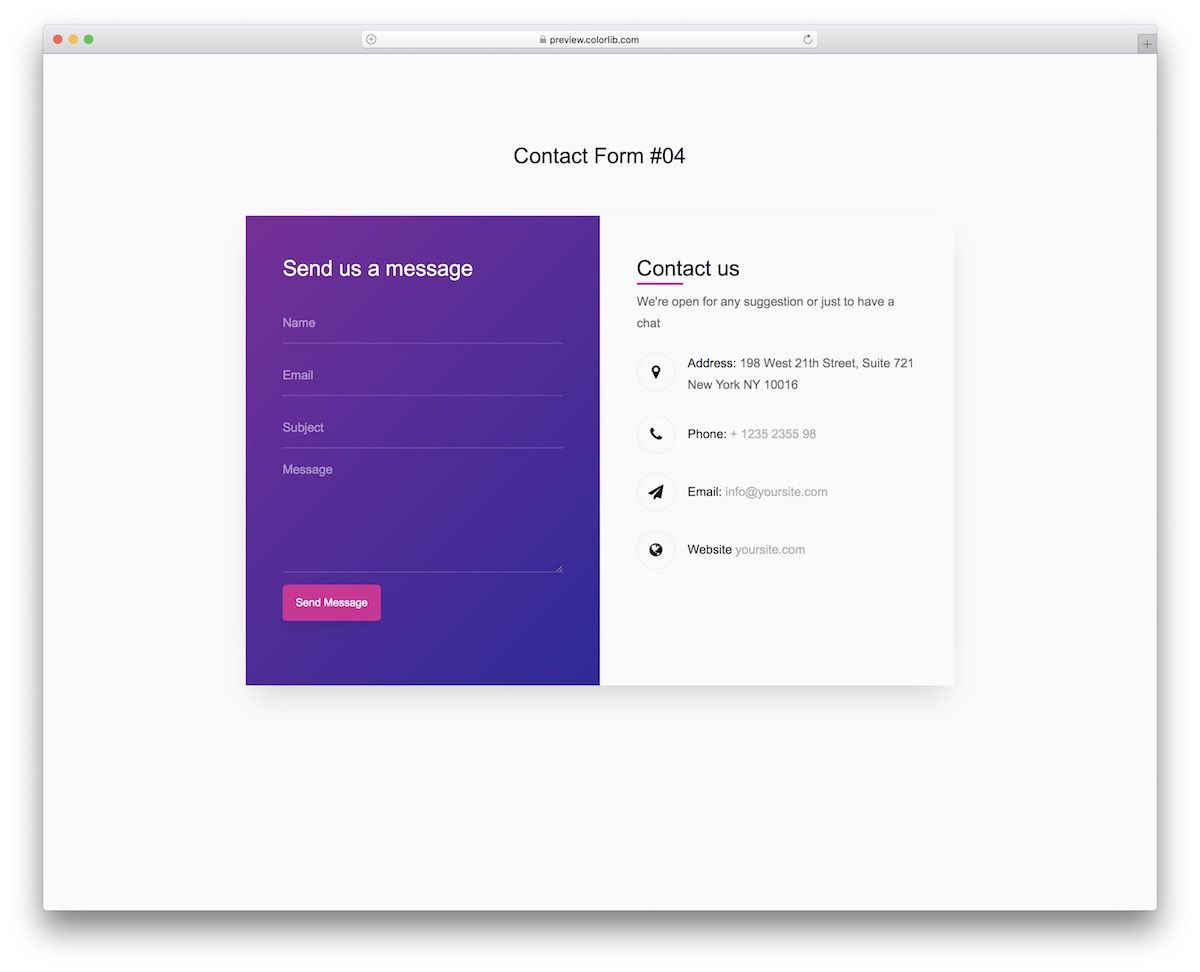 preview.colorlib.com
Contact Form #04
Send us a message
Name
Email
Subject
Message
Send Message
Contact us
We're open for any suggestion or just to have a
chat
Address: 198 West 21th Street, Suite 721
New York NY 10016
Phone: + 1235 2355 98
Email: info@yoursite.com
Website yoursite.com